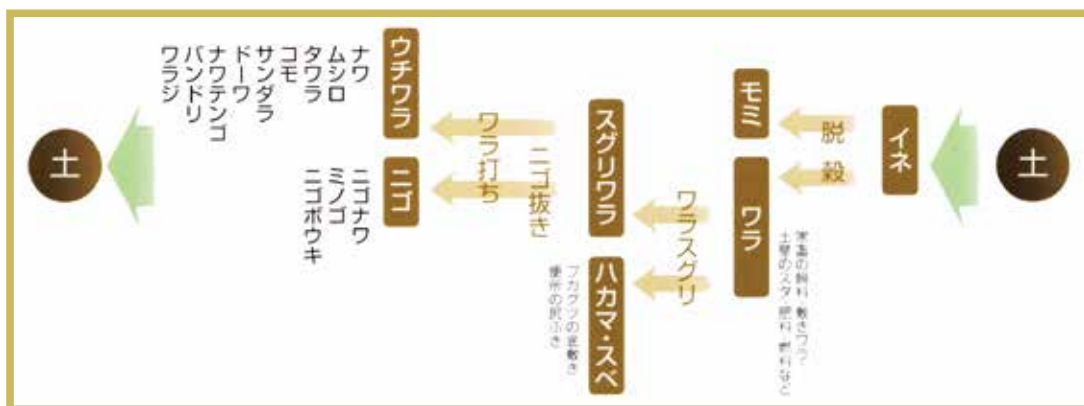 土
イネ
脱穀
モミ
ワラ
家畜の飼料・敷きワラ・
土壁のスタ・肥料・燃料など
ワラスグリ
スグリワラ
ハカマ・スベ
フカグツの底敷き
便所の尻ふき
ニゴ抜き
ワラ打ち
ウチワラ
ナワ
ムシロ
タワラ
コモ
サンダラ
ドーワ
ナワテンゴ
バンドリ
ワラジ
ニゴ
ニゴナワ
ミノゴ
ニゴボウキ
土